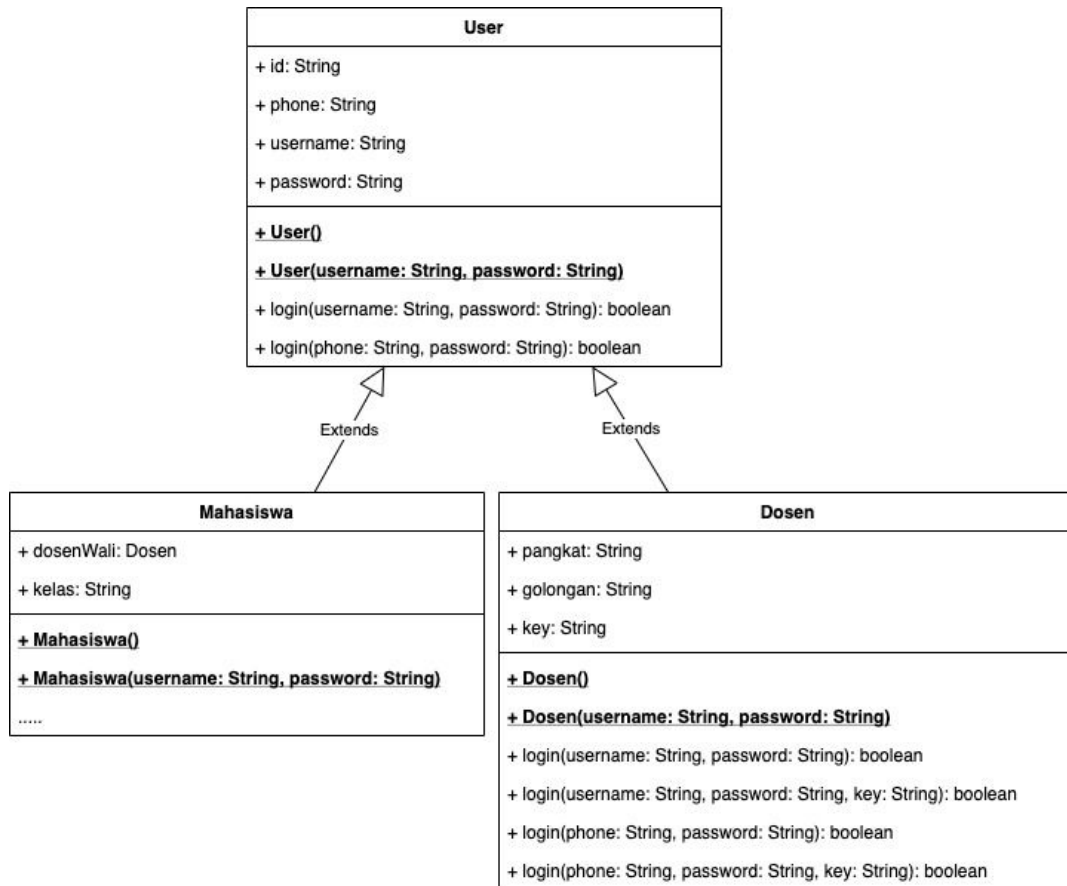 User
+ id: String
+ phone: String
+ username: String
+ password: String
+ User()
+ User(username: String, password: String)
+ login(username: String, password: String): boolean
+ login(phone: String, password: String): boolean
Extends
Extends
Mahasiswa
+ dosenWali: Dosen
+ kelas: String
+ Mahasiswa()
+ Mahasiswa(username: String, password: String)
.....
Dosen
+ pangkat: String
+ golongan: String
+ key: String
+ Dosen()
+ Dosen(username: String, password: String)
+ login(username: String, password: String): boolean
+ login(username: String, password: String, key: String): boolean
+ login(phone: String, password: String): boolean
+ login(phone: String, password: String, key: String): boolean